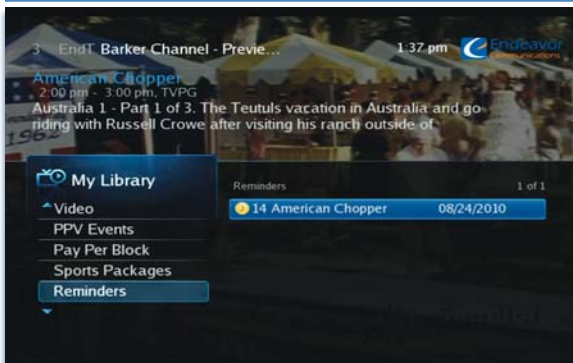 3 EndT Barker Channel - Previe... 1:37 pm Endeavor
Communications
American Chopper
2:00 pm - 3:00 pm, TVPG
Australia 1 - Part 1 of 3. The Teutuls vacation in Australia and go
riding with Russell Crowe after visiting his ranch outside of
My Library
Reminders 1 of 1
Video
14 American Chopper 08/24/2010
PPV Events
Pay Per Block
Sports Packages
Reminders